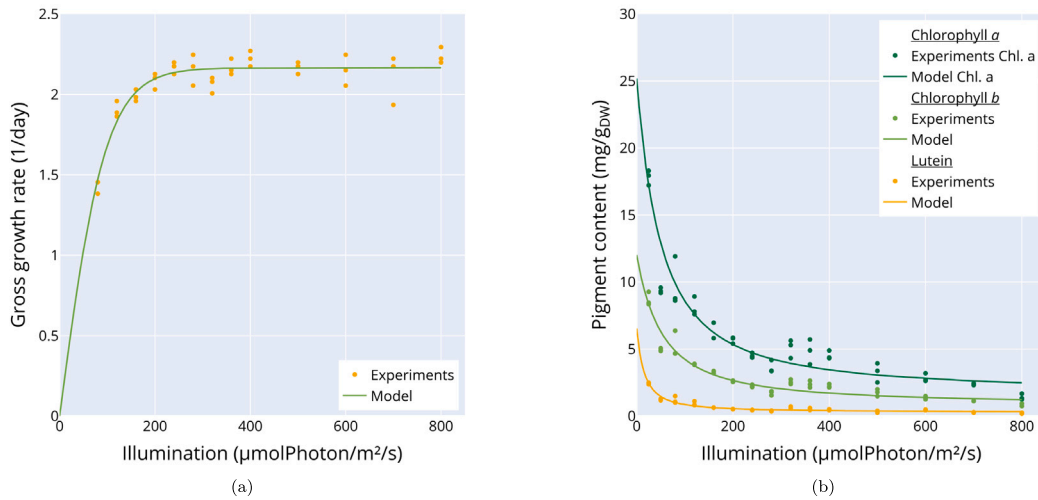 2.5
2
1.5
1
0.5
0
0
200
400
600
800
Gross growth rate (1/day)
Illumination (µmolPhoton/m²/s)
Experiments
Model
(a)
30
25
20
15
10
5
0
0
200
400
600
800
Pigment content (mg/gDW)
Illumination (µmolPhoton/m²/s)
Chlorophyll a
Experiments Chl. a
Model Chl. a
Chlorophyll b
Experiments
Model
Lutein
Experiments
Model
(b)